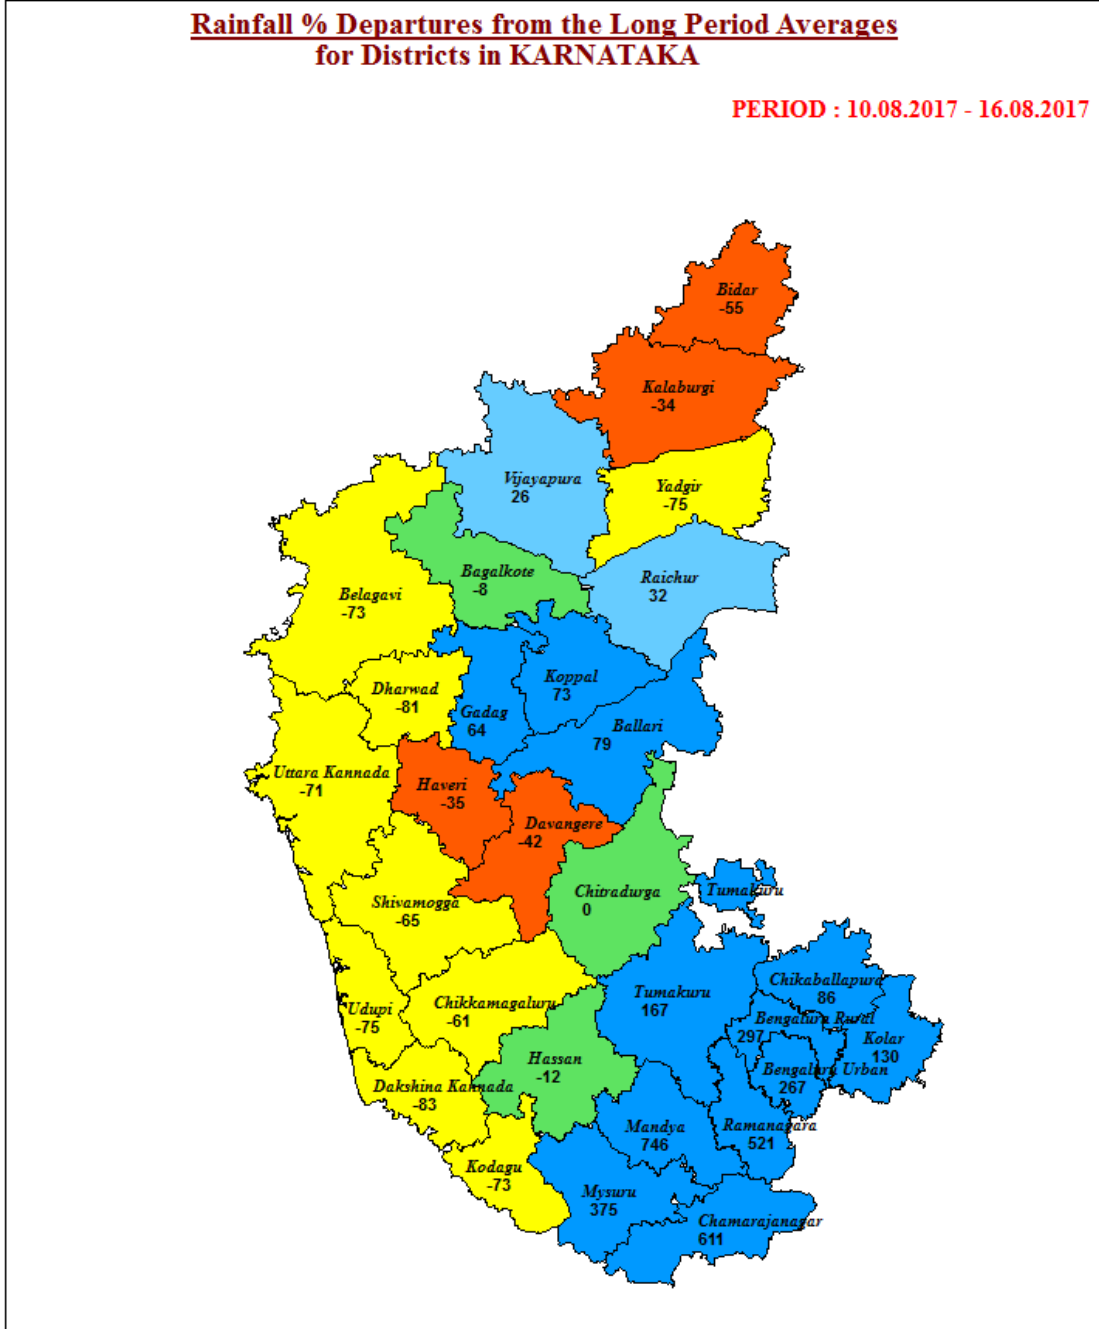 Rainfall % Departures from the Long Period Averages
for Districts in KARNATAKA
PERIOD : 10.08.2017 - 16.08.2017
Bidar
-55
Kalaburgi
-34
Vijayapura
26
Yadgir
-75
Bagalkote
-8
Raichur
32
Belagavi
-73
Dharwad
-81
Koppal
73
Gadag
64
Ballari
79
Uttara Kannada
-71
Haveri
-35
Davangere
-42
Chitradurga
0
Tumakuru
Shivamogga
-65
Chikkamagaluru
-61
Tumakuru
167
Chikaballapura
86
Udupi
-75
Bengaluru Rural
297
Kolar
130
Hassan
-12
Bengaluru Urban
267
Dakshina Kannada
-83
Mandya
746
Ramanagara
521
Kodagu
-73
Mysuru
375
Chamarajanagar
611